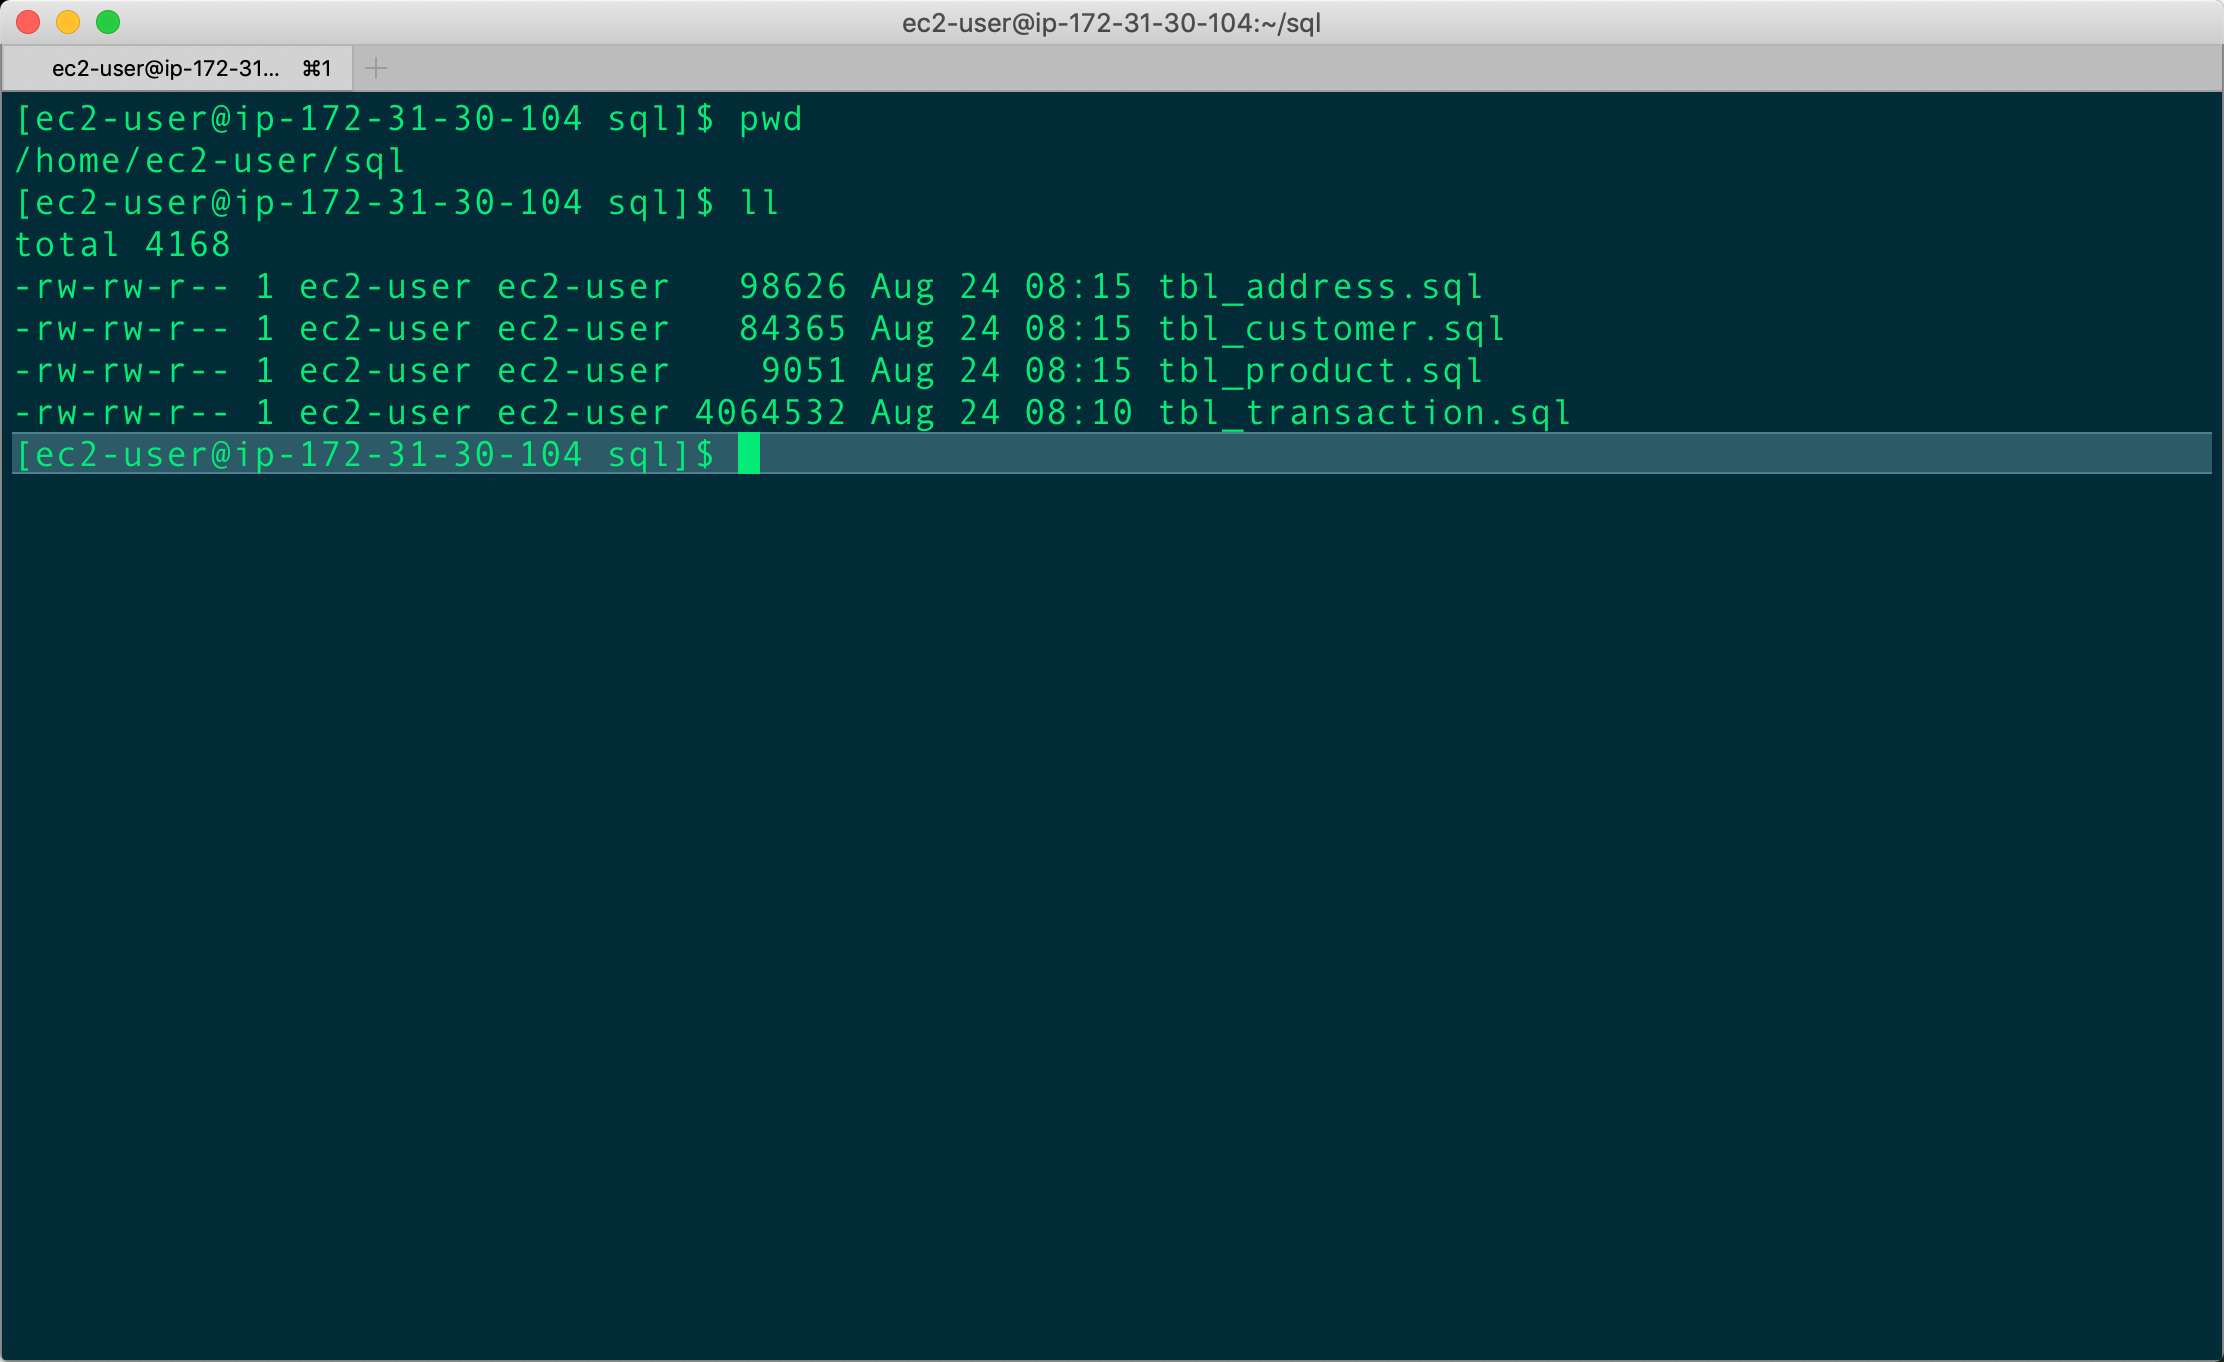 ec2-user@ip-172-31-30-104:~/sql
ec2-user@ip-172-31... ⌘1
[ec2-user@ip-172-31-30-104 sql]$ pwd
/home/ec2-user/sql
[ec2-user@ip-172-31-30-104 sql]$ ll
total 4168
-rw-rw-r-- 1 ec2-user ec2-user   98626 Aug 24 08:15 tbl_address.sql
-rw-rw-r-- 1 ec2-user ec2-user   84365 Aug 24 08:15 tbl_customer.sql
-rw-rw-r-- 1 ec2-user ec2-user    9051 Aug 24 08:15 tbl_product.sql
-rw-rw-r-- 1 ec2-user ec2-user 4064532 Aug 24 08:10 tbl_transaction.sql
[ec2-user@ip-172-31-30-104 sql]$